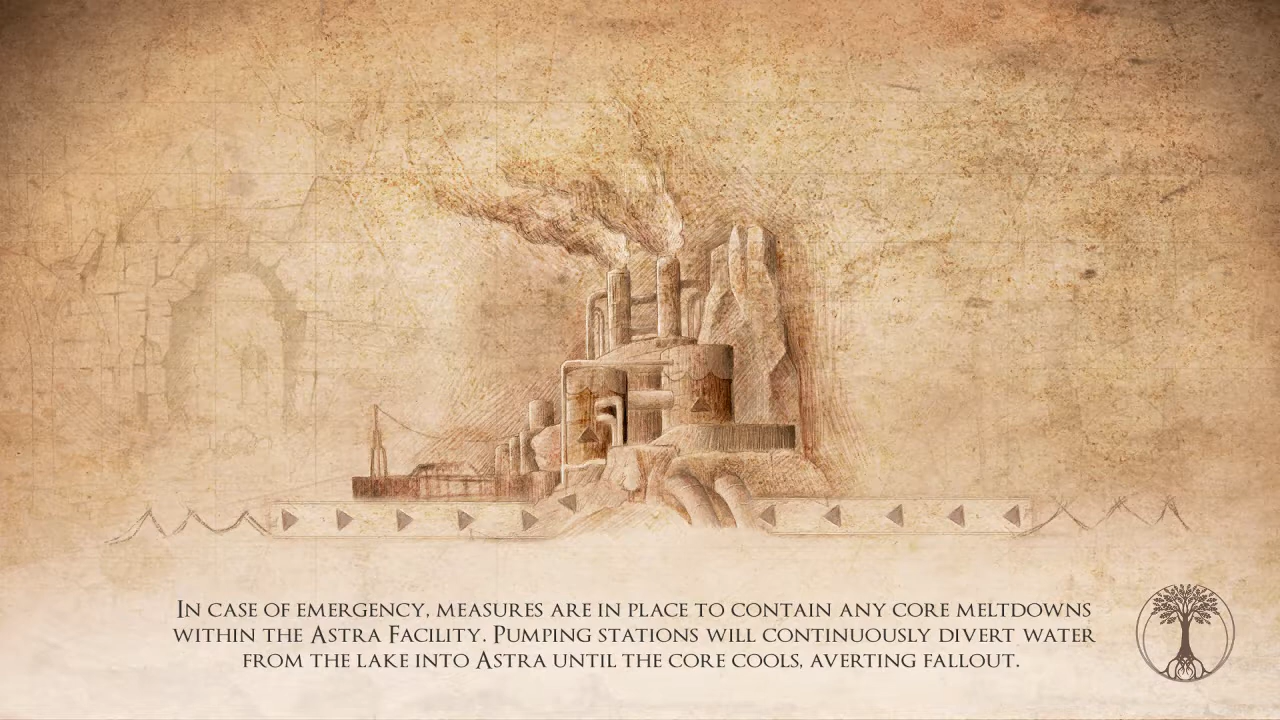 In case of emergency, measures are in place to contain any core meltdowns
within the Astra Facility. Pumping stations will continuously divert water
from the lake into Astra until the core cools, averting fallout.